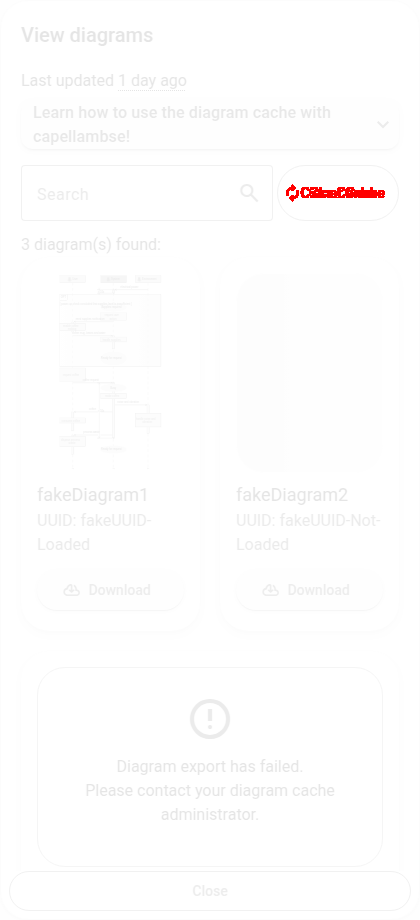 View diagrams
Last updated 1 day ago
Learn how to use the diagram cache with
capellambse!
Search
3 diagram(s) found:
fakeDiagram1
UUID: fakeUUID-
Loaded
Download
fakeDiagram2
UUID: fakeUUID-Not-
Loaded
Download
Diagram export has failed.
Please contact your diagram cache
administrator.
Close